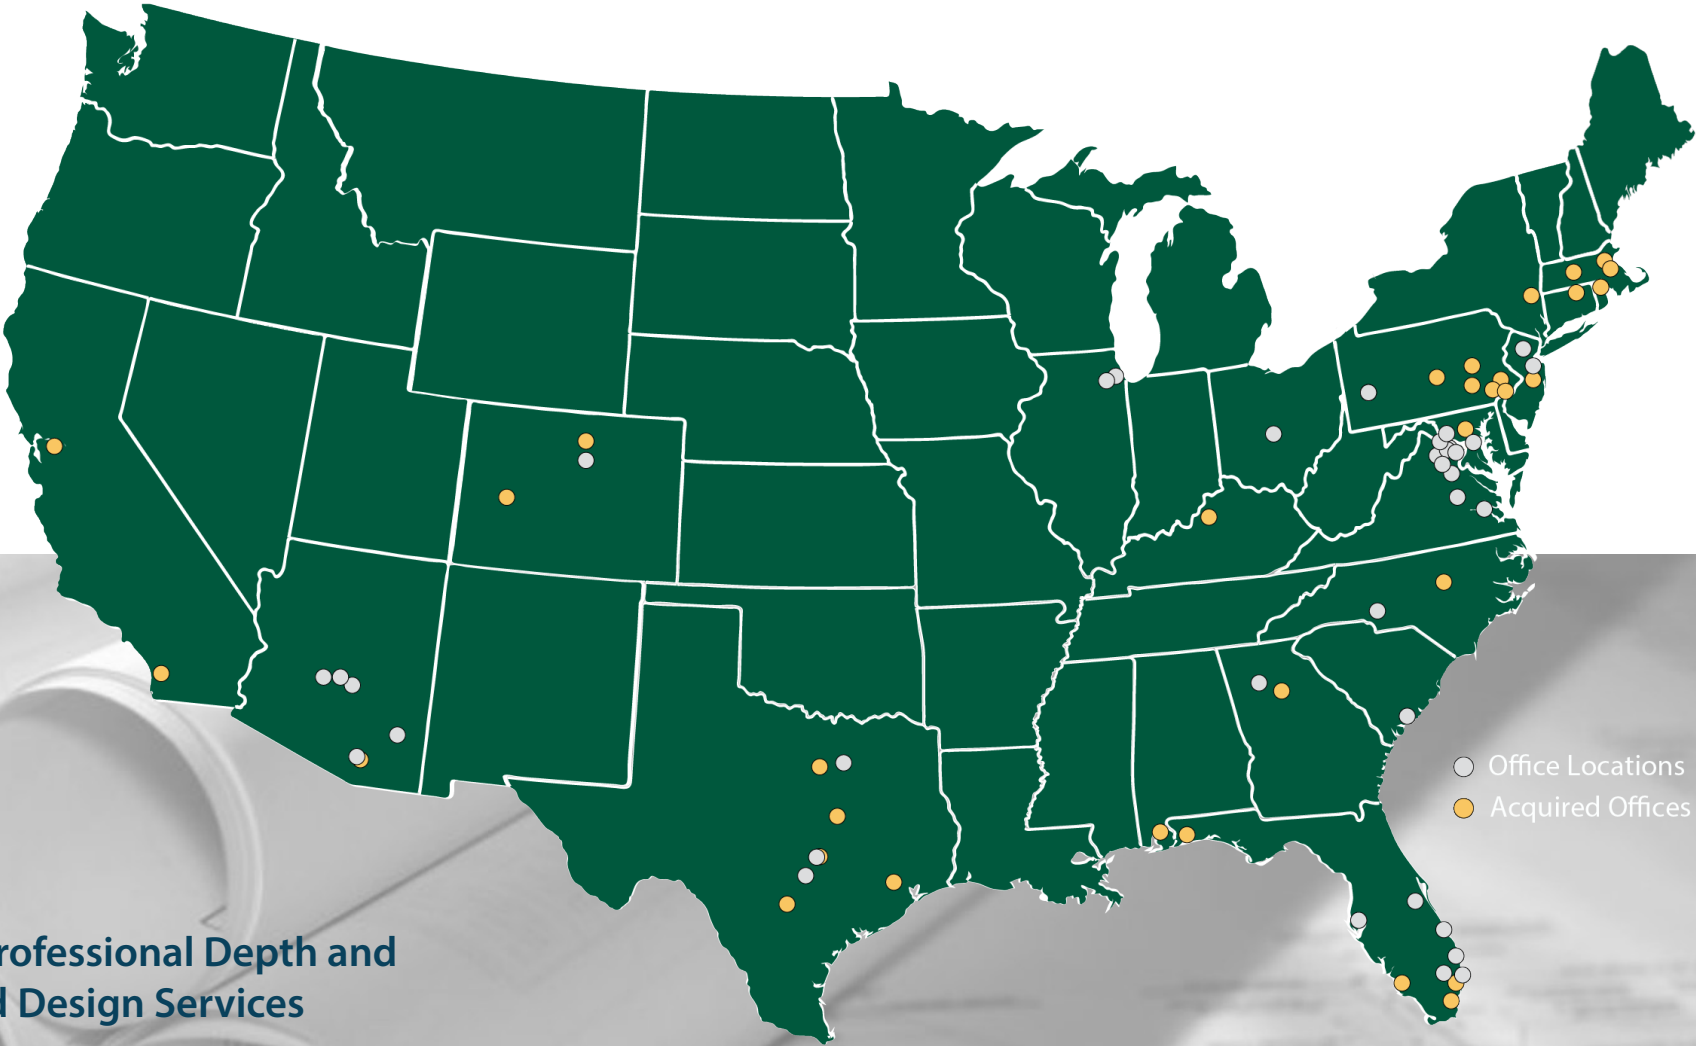 Office Locations
Acquired Offices
rofessional Depth and
d Design Services